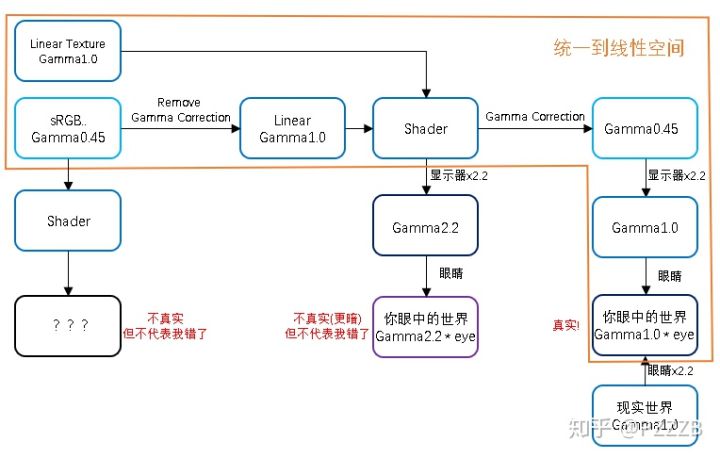 统一到线性空间
Linear Texture
Gamma1.0
sRGB..
Gamma0.45
Remove
Gamma Correction
Linear
Gamma1.0
Shader
Gamma Correction
Gamma0.45
显示器x2.2
显示器x2.2
Shader
Gamma2.2
Gamma1.0
眼睛
眼睛
？？？
不真实
但不代表我错了
不真实(更暗)
但不代表我错了
你眼中的世界
Gamma2.2＊eye
真实!
你眼中的世界
Gamma1.0＊eye
眼睛x2.2
现实世界
Gamma1.0
知乎 @PZZZB